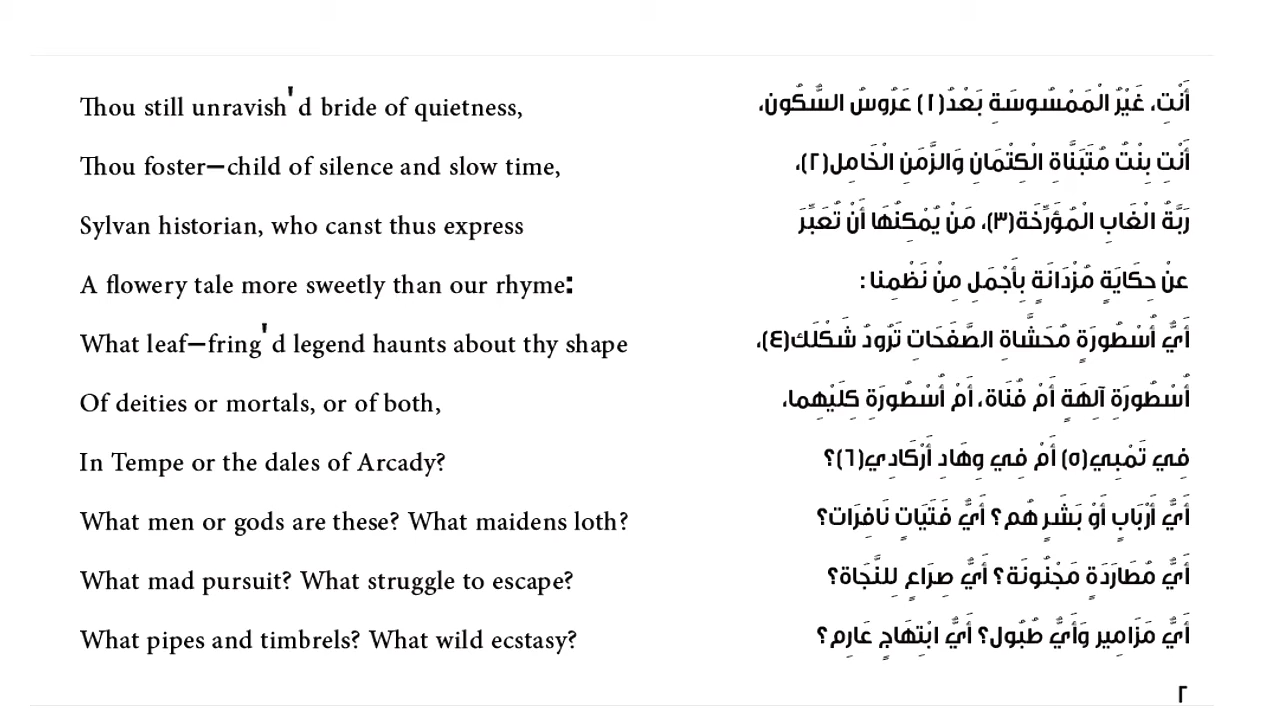 Thou still unravish'd bride of quietness,
Thou foster–child of silence and slow time,
Sylvan historian, who canst thus express
A flowery tale more sweetly than our rhyme:
What leaf–fring'd legend haunts about thy shape
Of deities or mortals, or of both,
In Tempe or the dales of Arcady?
What men or gods are these? What maidens loth?
What mad pursuit? What struggle to escape?
What pipes and timbrels? What wild ecstasy?
أَنْتِ، غَيْرُ الْمَمْسُوسَةِ بَعْدُ(١) عَرُوسُ السُّكُون،
أَنْتِ بِنْتُ مُتَبَنَّاةِ الْكِتْمَانِ وَالزَّمَنِ الْخَامِل(٢)،
رَبَّةُ الْغَابِ الْمُؤَرِّخَة(٣)، مَنْ يُمْكِنُهَا أَنْ تُعَبِّرَ
عنْ حِكَايَةٍ مُزْدَانَةٍ بِأَجْمَلِ مِنْ نَظْمِنا :
أَيُّ أُسْطُورَةٍ مُحَشَّاةِ الصَّفَحَاتِ تَرُودُ شَكْلَك(٤)،
أُسْطُورَةِ آلِهَةٍ أَمْ فُنَاة، أَمْ أُسْطُورَةِ كِلَيْهِما،
فِي تَمْبِي(٥) أَمْ فِي وِهَادِ أَرْكَادِي(٦)؟
أَيُّ أَرْبَابٍ أَوْ بَشَرٍ هُم؟ أَيُّ فَتَيَاتٍ نَافِرَات؟
أَيُّ مُطَارَدَةٍ مَجْنُونَة؟ أَيُّ صِرَاعٍ لِلنَّجَاة؟
أَيُّ مَزَامِير وَأَيُّ طُبُول؟ أَيُّ ابْتِهَاجٍ عَارِم؟
٢